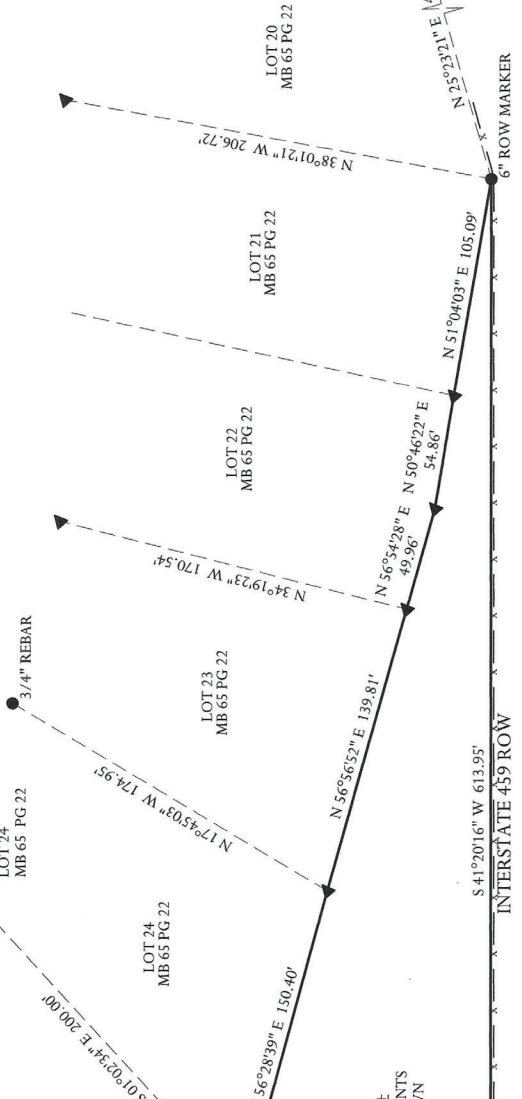 LOT 20
MB 65 PG 22
N 25°23'21" E
6" ROW MARKER
N 38°01'21" W 206.72'
LOT 21
MB 65 PG 22
N 51°04'03" E 105.09'
LOT 22
MB 65 PG 22
N 50°46'22" E
54.86'
N 56°54'28" E
49.96'
N 34°19'23" W 170.54'
3/4" REBAR
LOT 23
MB 65 PG 22
N 56°56'52" E 139.81'
S 41°20'16" W 613.95'
INTERSTATE 459 ROW
N 17°45'03" W 174.95'
LOT 24
MB 65 PG 22
LOT 24
MB 65 PG 22
56°28'39" E 150.40'
S 01°02'34" E 200.00'
NTS
WN